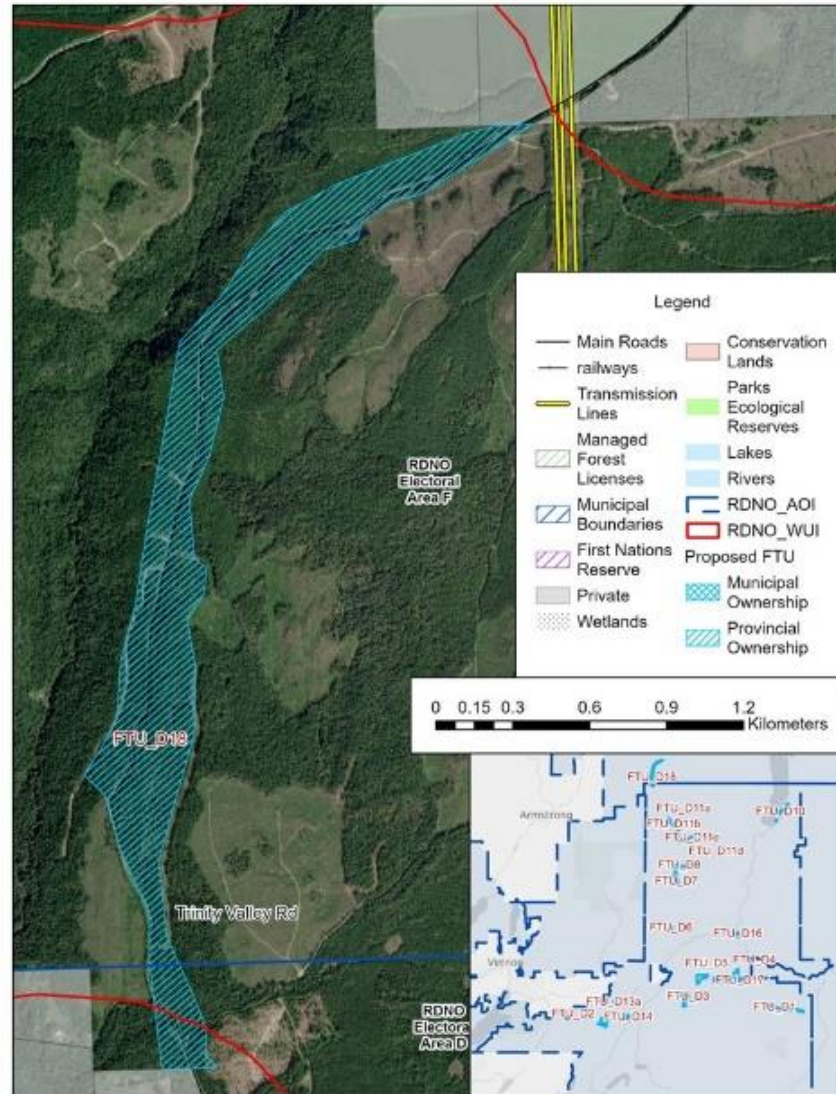 RDNO
Electoral
Area F
FTU_D18
Trinity Valley Rd
RDNO
Electora
Area D
Legend
Main Roads
railways
Transmission
Lines
Managed
Forest
Licenses
Municipal
Boundaries
First Nations
Reserve
Private
Wetlands
Conservation
Lands
Parks
Ecological
Reserves
Lakes
Rivers
RDNO_AOI
RDNO_WUI
Proposed FTU
Municipal
Ownership
Provincial
Ownership
0 0.15 0.3 0.6 0.9 1.2
Kilometers
FTU_D18
Armstrong
FTU_D10
FTU_D11b
FTU_D11d
FTU_D8
FTU_D7
FTU_D6
FTU_D16
Vernon
FTU_D5
FTU_D4
FTU_D17
FTU_D13a
FTU_D3
FTU_D2
FTU_D14
FTU_D1